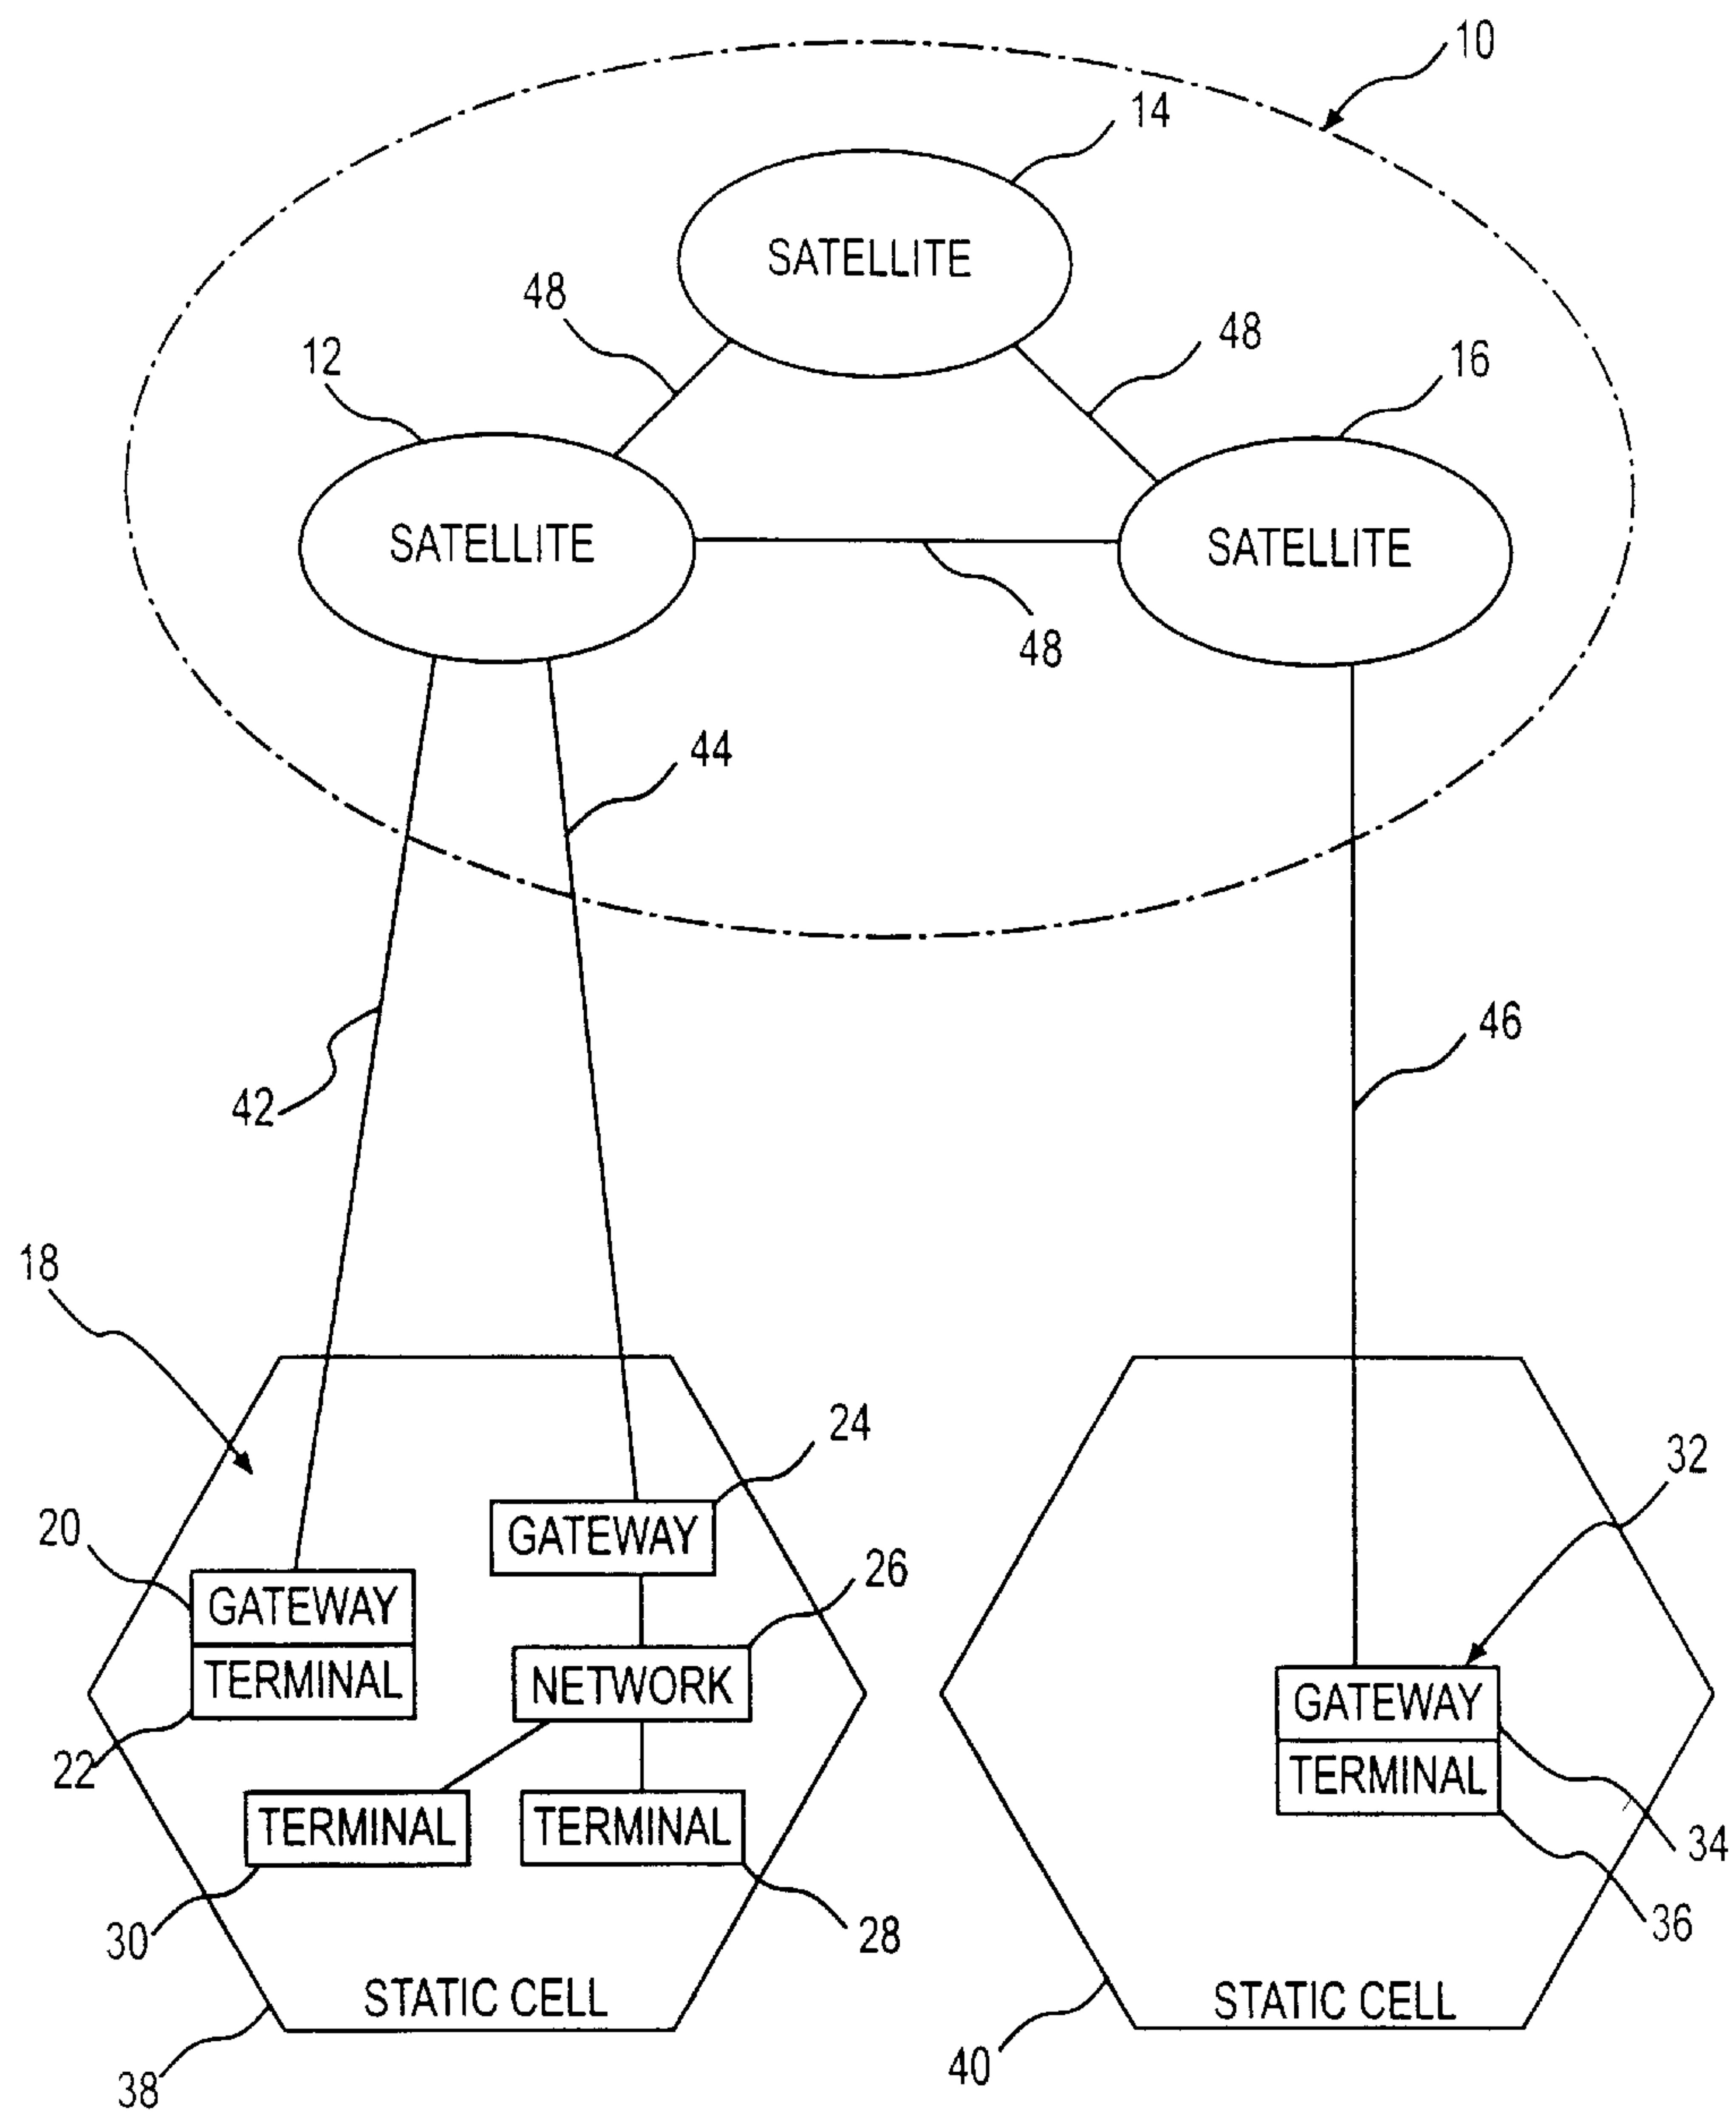 10
14
SATELLITE
48
48
12
16
SATELLITE
SATELLITE
48
44
46
42
18
24
32
20
GATEWAY
26
GATEWAY
TERMINAL
NETWORK
GATEWAY
22
TERMINAL
TERMINAL
TERMINAL
34
30
28
36
STATIC CELL
STATIC CELL
38
40